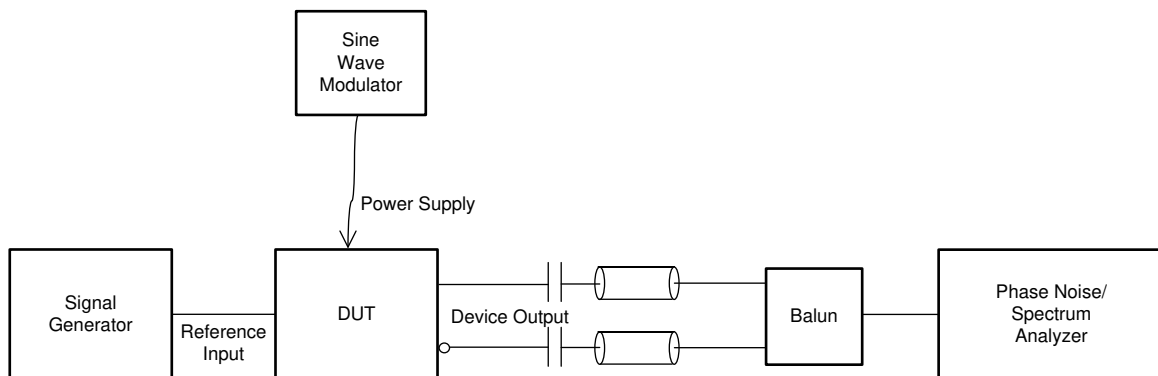 Sine
Wave
Modulator
Power Supply
Signal
Generator
Reference
Input
DUT
Device Output
Balun
Phase Noise/
Spectrum
Analyzer